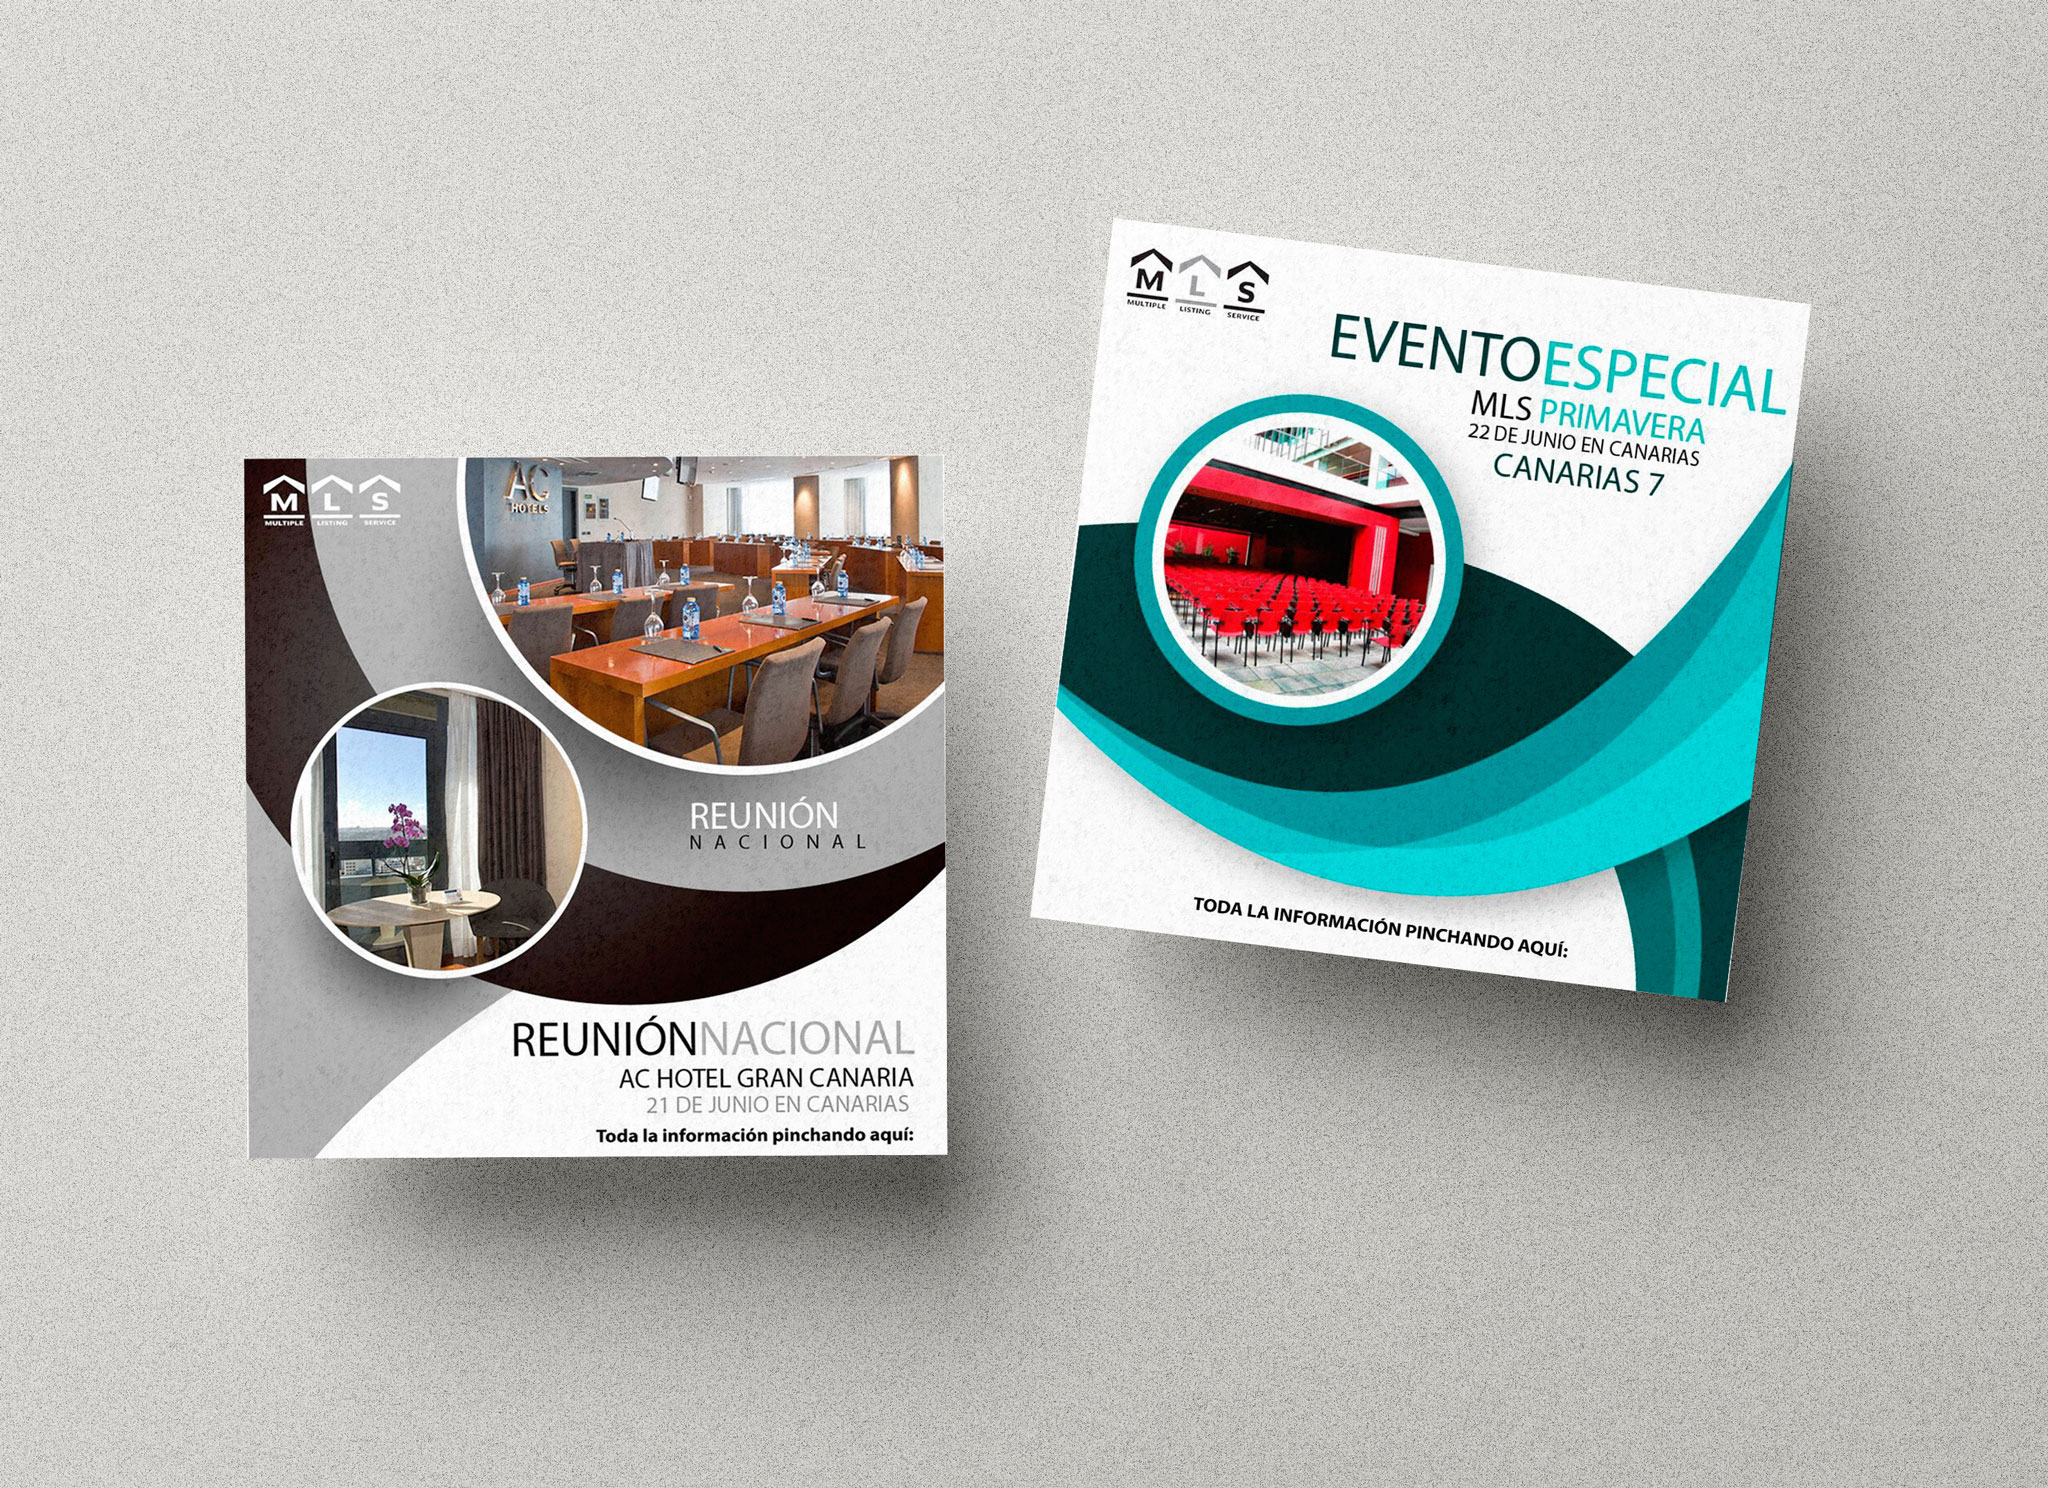 M L S
MULTIPLE LISTING SERVICE
AC
HOTELS
REUNIÓN
NACIONAL
REUNIÓNNACIONAL
AC HOTEL GRAN CANARIA
21 DE JUNIO EN CANARIAS
Toda la información pinchando aquí:
M L S
MULTIPLE LISTING SERVICE
EVENTOESPECIAL
MLS PRIMAVERA
22 DE JUNIO EN CANARIAS
CANARIAS 7
TODA LA INFORMACIÓN PINCHANDO AQUÍ: